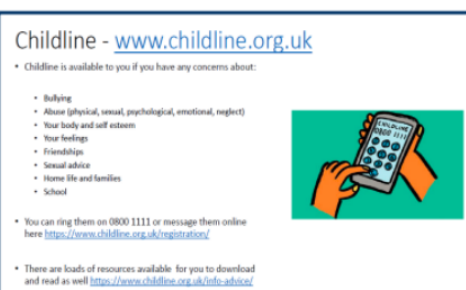 Childline - www.childline.org.uk
• Childline is available to you if you have any concerns about:
• Bullying
• Abuse (physical, sexual, psychological, emotional, neglect)
• Your body and self esteem
• Your feelings
• Friendships
• Sexual advice
• Home life and families
• School
CHILDLINE
0800 1111
• You can ring them on 0800 1111 or message them online
here https://www.childline.org.uk/registration/
• There are loads of resources available for you to download
and read as well https://www.childline.org.uk/info-advice/